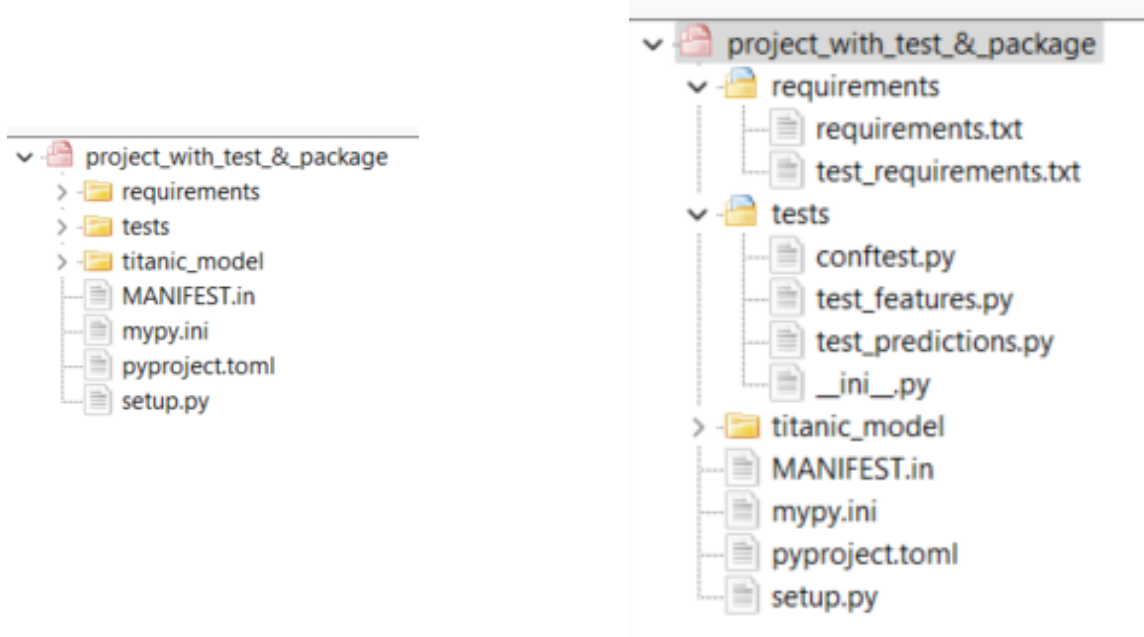 project_with_test_&_package
requirements
tests
titanic_model
MANIFEST.in
mypy.ini
pyproject.toml
setup.py
project_with_test_&_package
requirements
requirements.txt
test_requirements.txt
tests
conftest.py
test_features.py
test_predictions.py
__ini__.py
titanic_model
MANIFEST.in
mypy.ini
pyproject.toml
setup.py